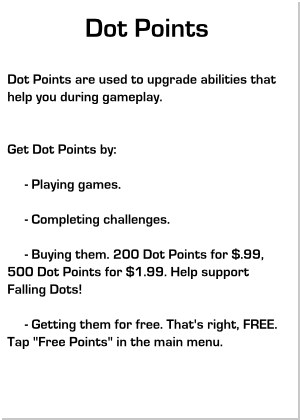 Dot Points
Dot Points are used to upgrade abilities that
help you during gameplay.
Get Dot Points by:
- Playing games.
- Completing challenges.
- Buying them. 200 Dot Points for $.99,
500 Dot Points for $1.99. Help support
Falling Dots!
- Getting them for free. That's right, FREE.
Tap "Free Points" in the main menu.